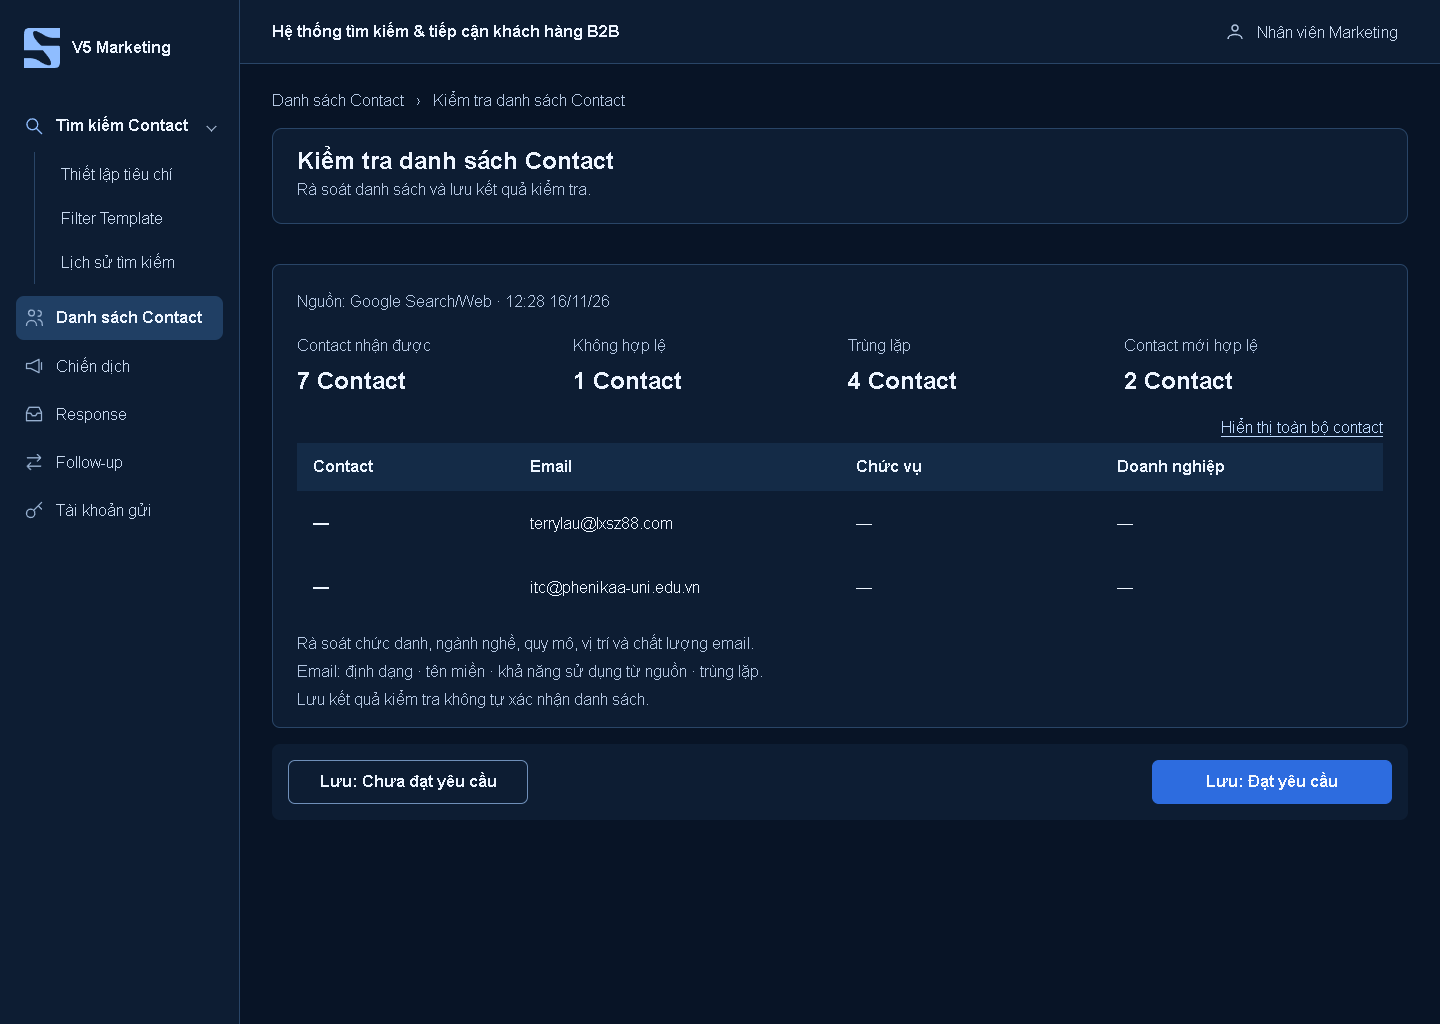 V5 Marketing
Hệ thống tìm kiếm & tiếp cận khách hàng B2B
Nhân viên Marketing
Tìm kiếm Contact
Thiết lập tiêu chí
Filter Template
Lịch sử tìm kiếm
Danh sách Contact
Chiến dịch
Response
Follow-up
Tài khoản gửi
Danh sách Contact › Kiểm tra danh sách Contact
Kiểm tra danh sách Contact
Rà soát danh sách và lưu kết quả kiểm tra.
Nguồn: Google Search/Web · 12:28 16/11/26
Contact nhận được Không hợp lệ Trùng lặp Contact mới hợp lệ
7 Contact 1 Contact 4 Contact 2 Contact
Hiển thị toàn bộ contact
Contact Email Chức vụ Doanh nghiệp
— terrylau@lxsz88.com — —
— itc@phenikaa-uni.edu.vn — —
Rà soát chức danh, ngành nghề, quy mô, vị trí và chất lượng email.
Email: định dạng · tên miền · khả năng sử dụng từ nguồn · trùng lặp.
Lưu kết quả kiểm tra không tự xác nhận danh sách.
Lưu: Chưa đạt yêu cầu Lưu: Đạt yêu cầu